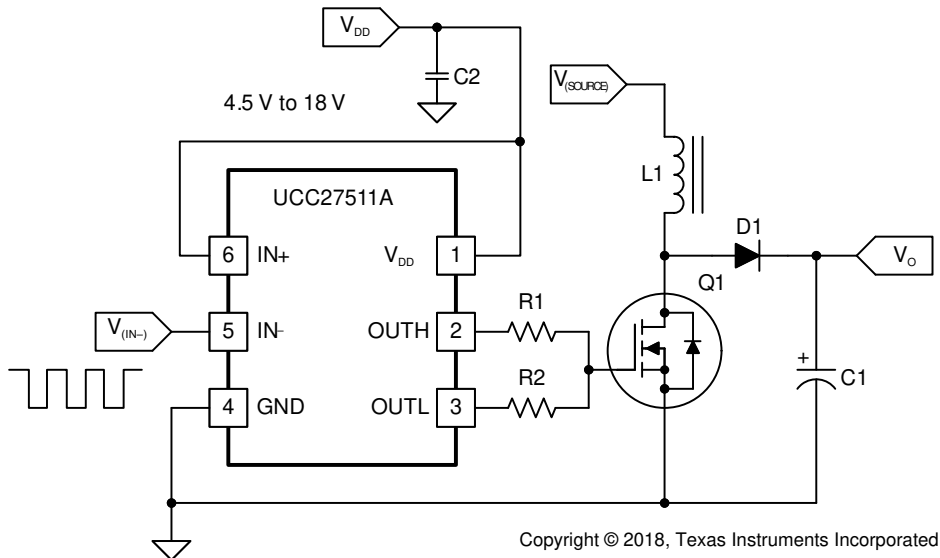 VDD
C2
4.5 V to 18 V
V(SOURCE)
L1
UCC27511A
D1
6 IN+
VDD 1
VO
Q1
R1
V(IN–)
5 IN-
OUTH 2
R2
+
C1
4 GND
OUTL 3
Copyright © 2018, Texas Instruments Incorporated